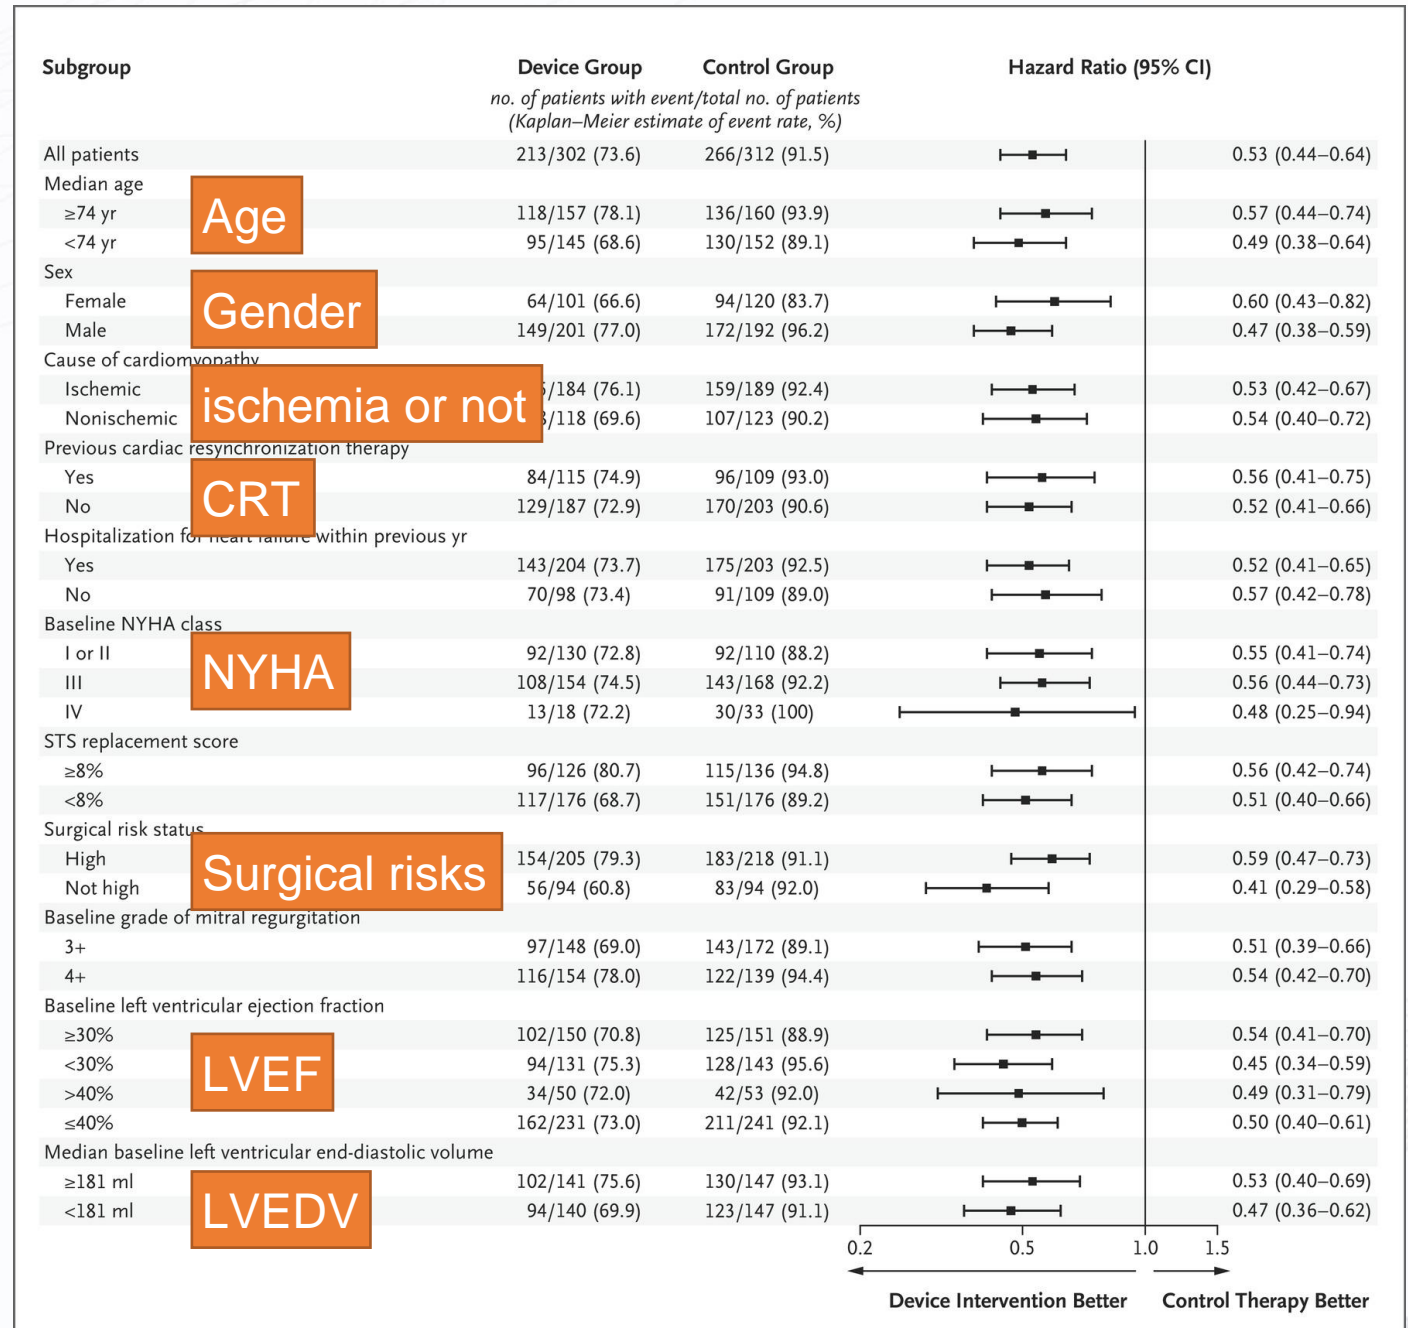 Subgroup Device Group Control Group Hazard Ratio (95% CI)
no. of patients with event/total no. of patients
(Kaplan–Meier estimate of event rate, %)
All patients 213/302 (73.6) 266/312 (91.5) 0.53 (0.44–0.64)
Median age
Age
≥74 yr 118/157 (78.1) 136/160 (93.9) 0.57 (0.44–0.74)
<74 yr 95/145 (68.6) 130/152 (89.1) 0.49 (0.38–0.64)
Sex
Gender
Female 64/101 (66.6) 94/120 (83.7) 0.60 (0.43–0.82)
Male 149/201 (77.0) 172/192 (96.2) 0.47 (0.38–0.59)
Cause of cardiomyopathy
ischemia or not
Ischemic /184 (76.1) 159/189 (92.4) 0.53 (0.42–0.67)
Nonischemic /118 (69.6) 107/123 (90.2) 0.54 (0.40–0.72)
Previous cardiac resynchronization therapy
CRT
Yes 84/115 (74.9) 96/109 (93.0) 0.56 (0.41–0.75)
No 129/187 (72.9) 170/203 (90.6) 0.52 (0.41–0.66)
Hospitalization for heart failure within previous yr
Yes 143/204 (73.7) 175/203 (92.5) 0.52 (0.41–0.65)
No 70/98 (73.4) 91/109 (89.0) 0.57 (0.42–0.78)
Baseline NYHA class
NYHA
I or II 92/130 (72.8) 92/110 (88.2) 0.55 (0.41–0.74)
III 108/154 (74.5) 143/168 (92.2) 0.56 (0.44–0.73)
IV 13/18 (72.2) 30/33 (100) 0.48 (0.25–0.94)
STS replacement score
≥8% 96/126 (80.7) 115/136 (94.8) 0.56 (0.42–0.74)
<8% 117/176 (68.7) 151/176 (89.2) 0.51 (0.40–0.66)
Surgical risk status
Surgical risks
High 154/205 (79.3) 183/218 (91.1) 0.59 (0.47–0.73)
Not high 56/94 (60.8) 83/94 (92.0) 0.41 (0.29–0.58)
Baseline grade of mitral regurgitation
3+ 97/148 (69.0) 143/172 (89.1) 0.51 (0.39–0.66)
4+ 116/154 (78.0) 122/139 (94.4) 0.54 (0.42–0.70)
Baseline left ventricular ejection fraction
LVEF
≥30% 102/150 (70.8) 125/151 (88.9) 0.54 (0.41–0.70)
<30% 94/131 (75.3) 128/143 (95.6) 0.45 (0.34–0.59)
>40% 34/50 (72.0) 42/53 (92.0) 0.49 (0.31–0.79)
≤40% 162/231 (73.0) 211/241 (92.1) 0.50 (0.40–0.61)
Median baseline left ventricular end-diastolic volume
LVEDV
≥181 ml 102/141 (75.6) 130/147 (93.1) 0.53 (0.40–0.69)
<181 ml 94/140 (69.9) 123/147 (91.1) 0.47 (0.36–0.62)
0.2 0.5 1.0 1.5
Device Intervention Better Control Therapy Better